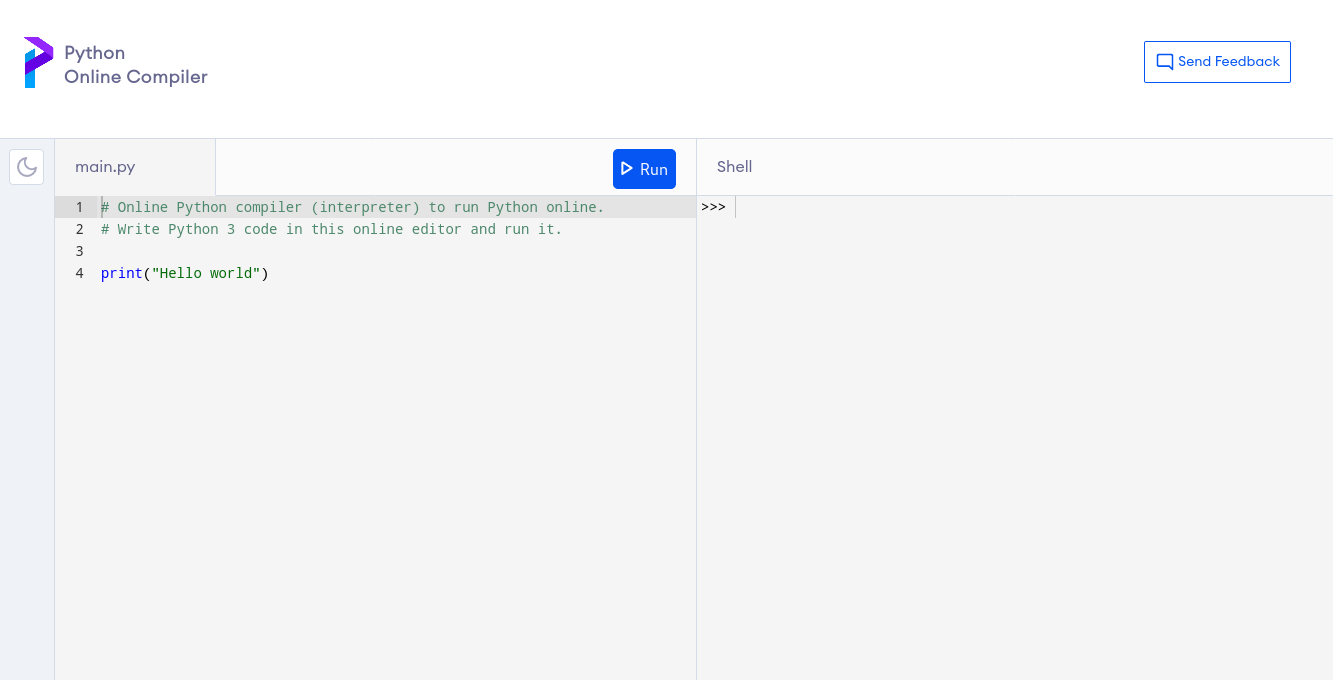 Python
Online Compiler
Send Feedback
main.py
Run
Shell
1 # Online Python compiler (interpreter) to run Python online.
2 # Write Python 3 code in this online editor and run it.
3
4 print("Hello world")
>>>